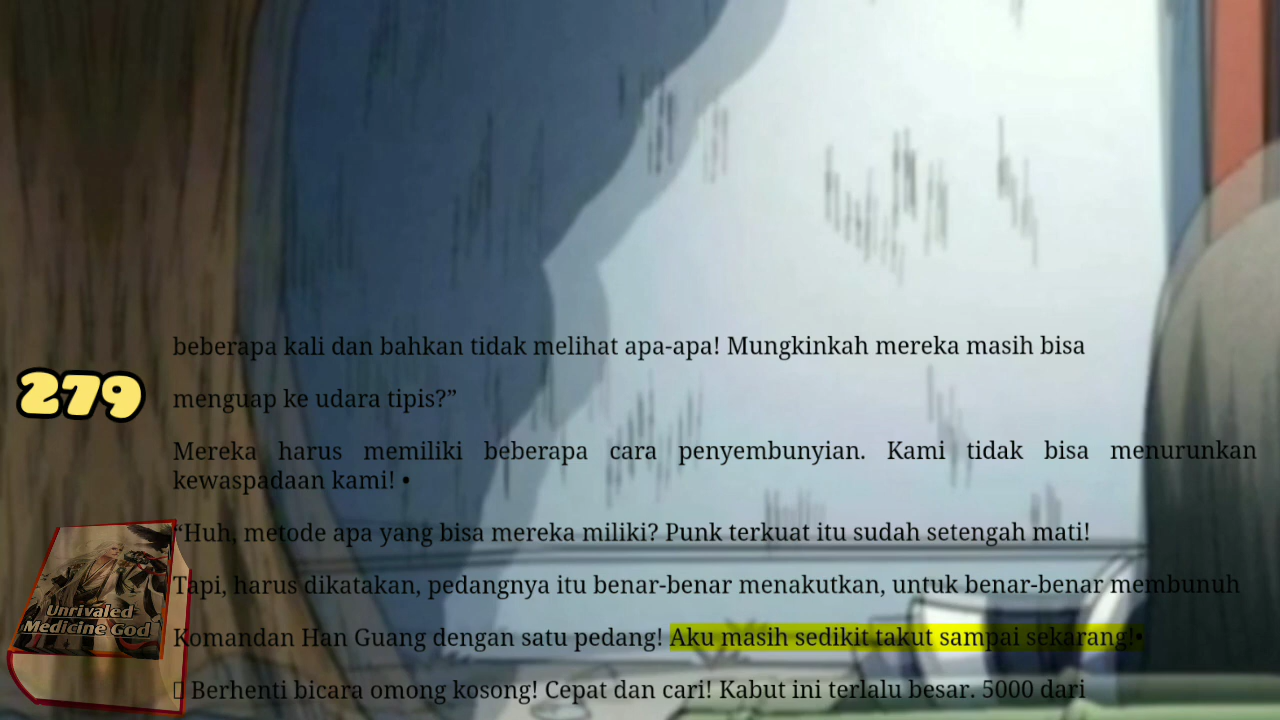 beberapa kali dan bahkan tidak melihat apa-apa! Mungkinkah mereka masih bisa
279
menguap ke udara tipis?”
Mereka harus memiliki beberapa cara penyembunyian. Kami tidak bisa menurunkan
kewaspadaan kami! •
“Huh, metode apa yang bisa mereka miliki? Punk terkuat itu sudah setengah mati!
Tapi, harus dikatakan, pedangnya itu benar-benar menakutkan, untuk benar-benar membunuh
Unrivaled
Medicine God
Komandan Han Guang dengan satu pedang! Aku masih sedikit takut sampai sekarang!•
Berhenti bicara omong kosong! Cepat dan cari! Kabut ini terlalu besar. 5000 dari